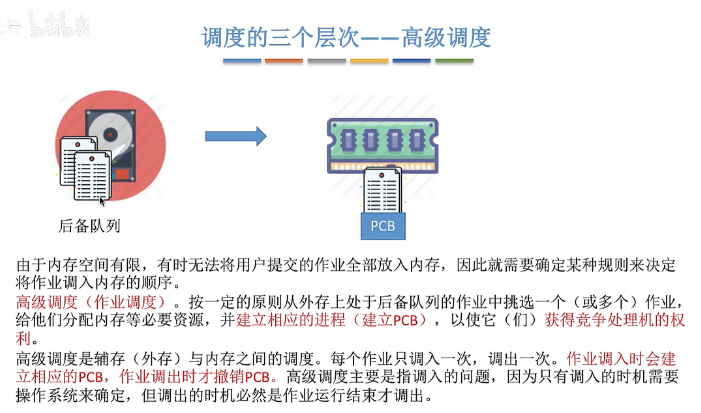 调度的三个层次——高级调度
后备队列
PCB
由于内存空间有限，有时无法将用户提交的作业全部放入内存，因此就需要确定某种规则来决定
将作业调入内存的顺序。
高级调度（作业调度）。按一定的原则从外存上处于后备队列的作业中挑选一个（或多个）作业，
给他们分配内存等必要资源，并建立相应的进程（建立PCB），以使它（们）获得竞争处理机的权
利。
高级调度是辅存（外存）与内存之间的调度。每个作业只调入一次，调出一次。作业调入时会建
立相应的PCB，作业调出时才撤销PCB。高级调度主要是指调入的问题，因为只有调入的时机需要
操作系统来确定，但调出的时机必然是作业运行结束才调出。